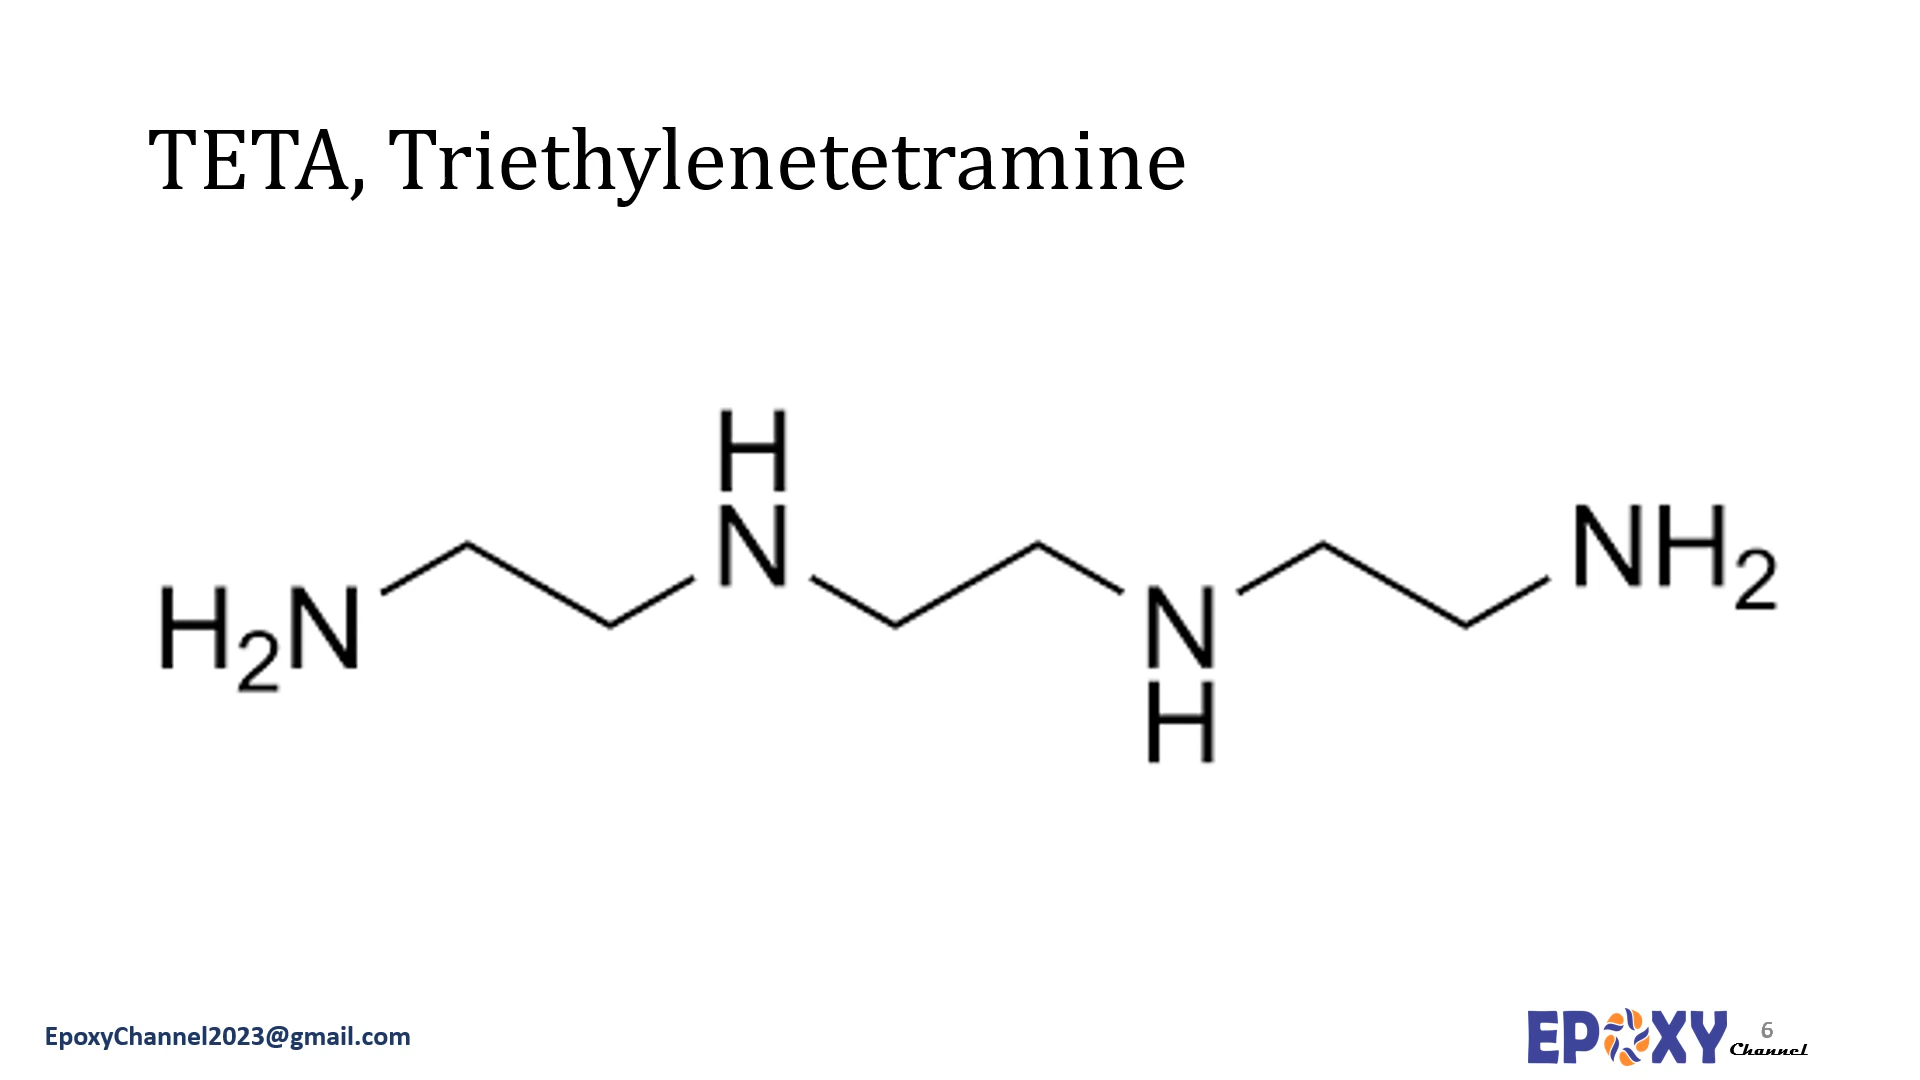 TETA, Triethylenetetramine
H
H₂N N N NH₂
H
EpoxyChannel2023@gmail.com
EPOXY Channel
6